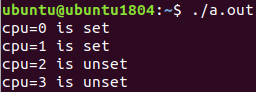 ubuntu@ubuntu1804:~$ ./a.out
cpu=0 is set
cpu=1 is set
cpu=2 is unset
cpu=3 is unset